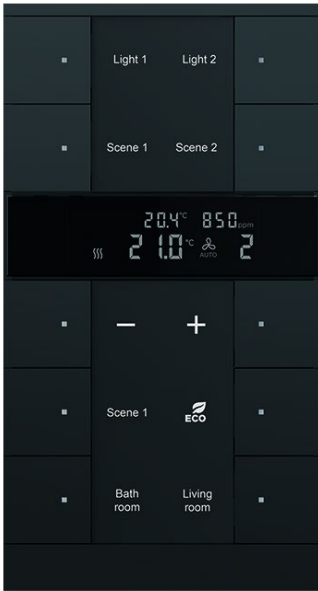 Light 1 Light 2
Scene 1 Scene 2
20.4°C 850ppm
21.0°C AUTO 2
− +
Scene 1 ECO
Bath room Living room